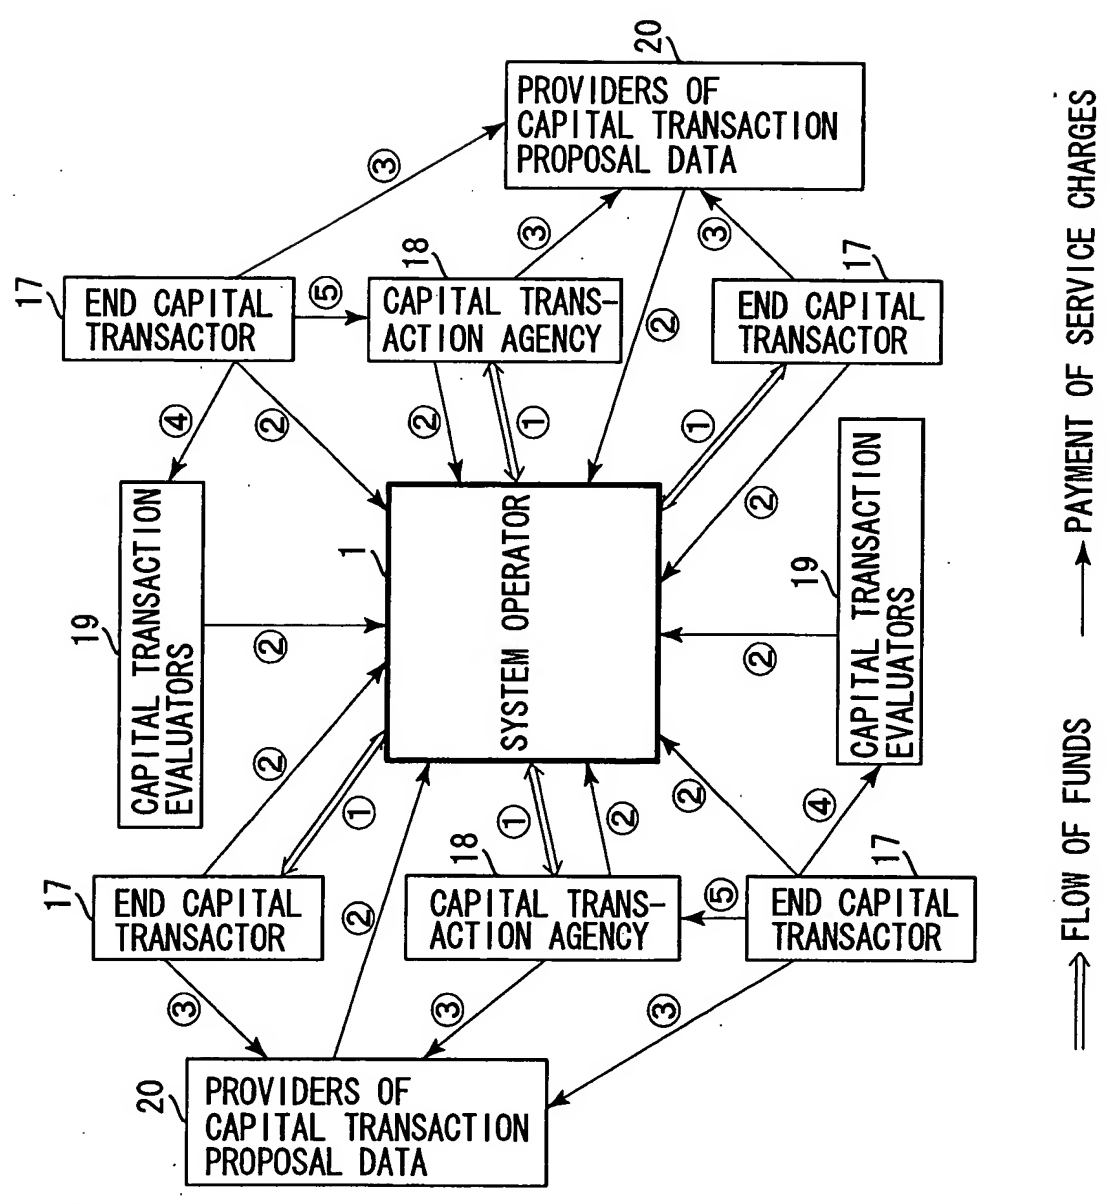 20
PROVIDERS OF
CAPITAL TRANSACTION
PROPOSAL DATA
③
17
END CAPITAL
TRANSACTOR
⑤
18
CAPITAL TRANS-
ACTION AGENCY
③
③
17
END CAPITAL
TRANSACTOR
④
②
②
①
②
①
②
19
CAPITAL TRANSACTION
EVALUATORS
②
1
SYSTEM OPERATOR
②
19
CAPITAL TRANSACTION
EVALUATORS
②
①
②
①
②
②
④
17
END CAPITAL
TRANSACTOR
18
CAPITAL TRANS-
ACTION AGENCY
⑤
17
END CAPITAL
TRANSACTOR
③
③
③
20
PROVIDERS OF
CAPITAL TRANSACTION
PROPOSAL DATA
FLOW OF FUNDS
PAYMENT OF SERVICE CHARGES